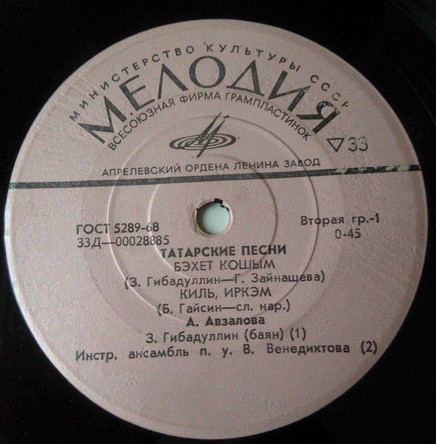 МИНИСТЕРСТВО КУЛЬТУРЫ СССР
МЕЛОДИЯ
ВСЕСОЮЗНАЯ ФИРМА ГРАМПЛАСТИНОК
33
АПРЕЛЕВСКИЙ ОРДЕНА ЛЕНИНА ЗАВОД
ГОСТ 5289-68
Вторая гр.-1
33Д—00028885
0-45
ТАТАРСКИЕ ПЕСНИ
БЭХЕТ КОШЫМ
(З. Гибадуллин—Г. Зайнашева)
КИЛЬ, ИРКЭМ
(Б. Гайсин—сл. нар.)
А. Авзалова
З. Гибадуллин (баян) (1)
Инстр. ансамбль п. у. В. Венедиктова (2)